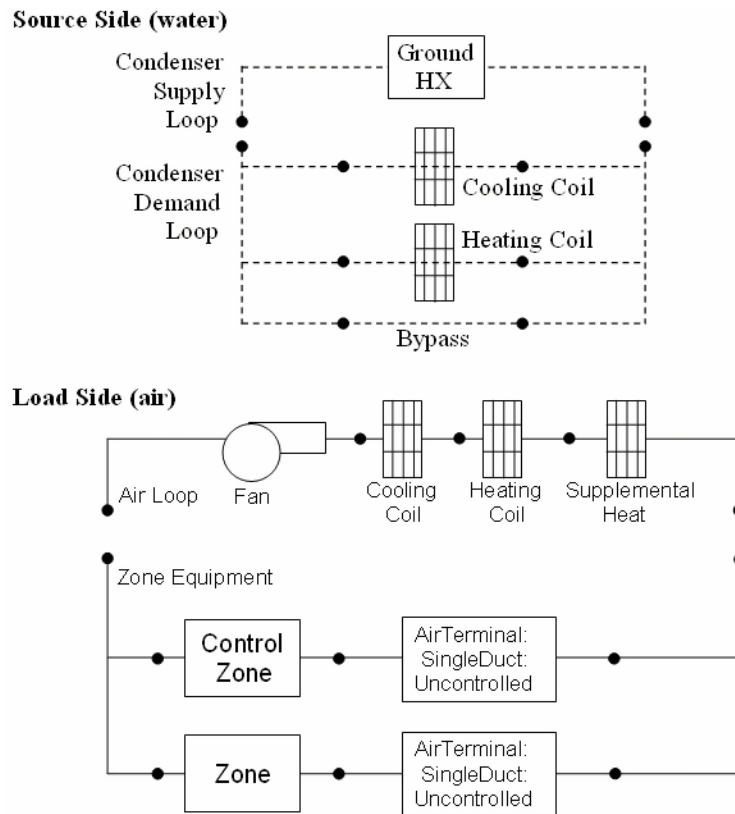 Source Side (water)
Condenser
Supply
Loop
Ground
HX
Condenser
Demand
Loop
Cooling Coil
Heating Coil
Bypass
Load Side (air)
Air Loop
Fan
Cooling
Coil
Heating
Coil
Supplemental
Heat
Zone Equipment
Control
Zone
AirTerminal:
SingleDuct:
Uncontrolled
Zone
AirTerminal:
SingleDuct:
Uncontrolled